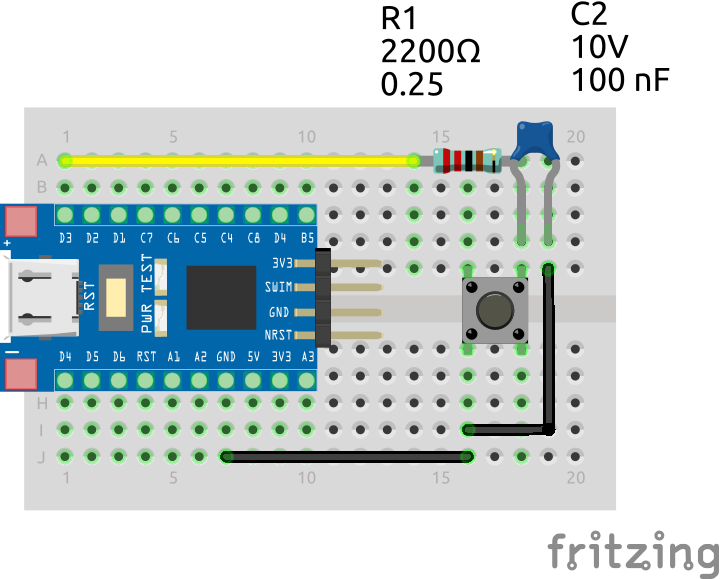 R1
2200Ω
0.25
C2
10V
100 nF
1 5 10 15 20
A
B
D3 D2 D1 C7 C6 C5 C4 C8 D4 B5
+
3V3
SWIM
GND
NRST
RST
PWR TEST
D4 D5 D6 RST A1 A2 GND 5V 3V3 A3
H
I
J
1 5 10 15 20
fritzing